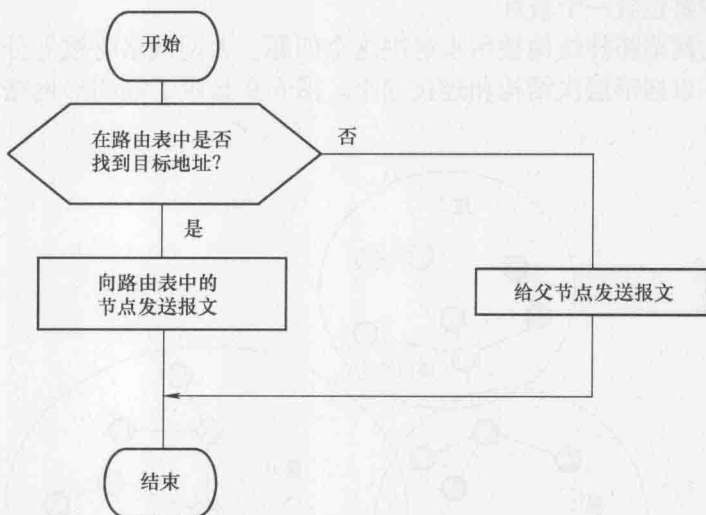 开始
在路由表中是否
找到目标地址?
否
是
向路由表中的
节点发送报文
给父节点发送报文
结束